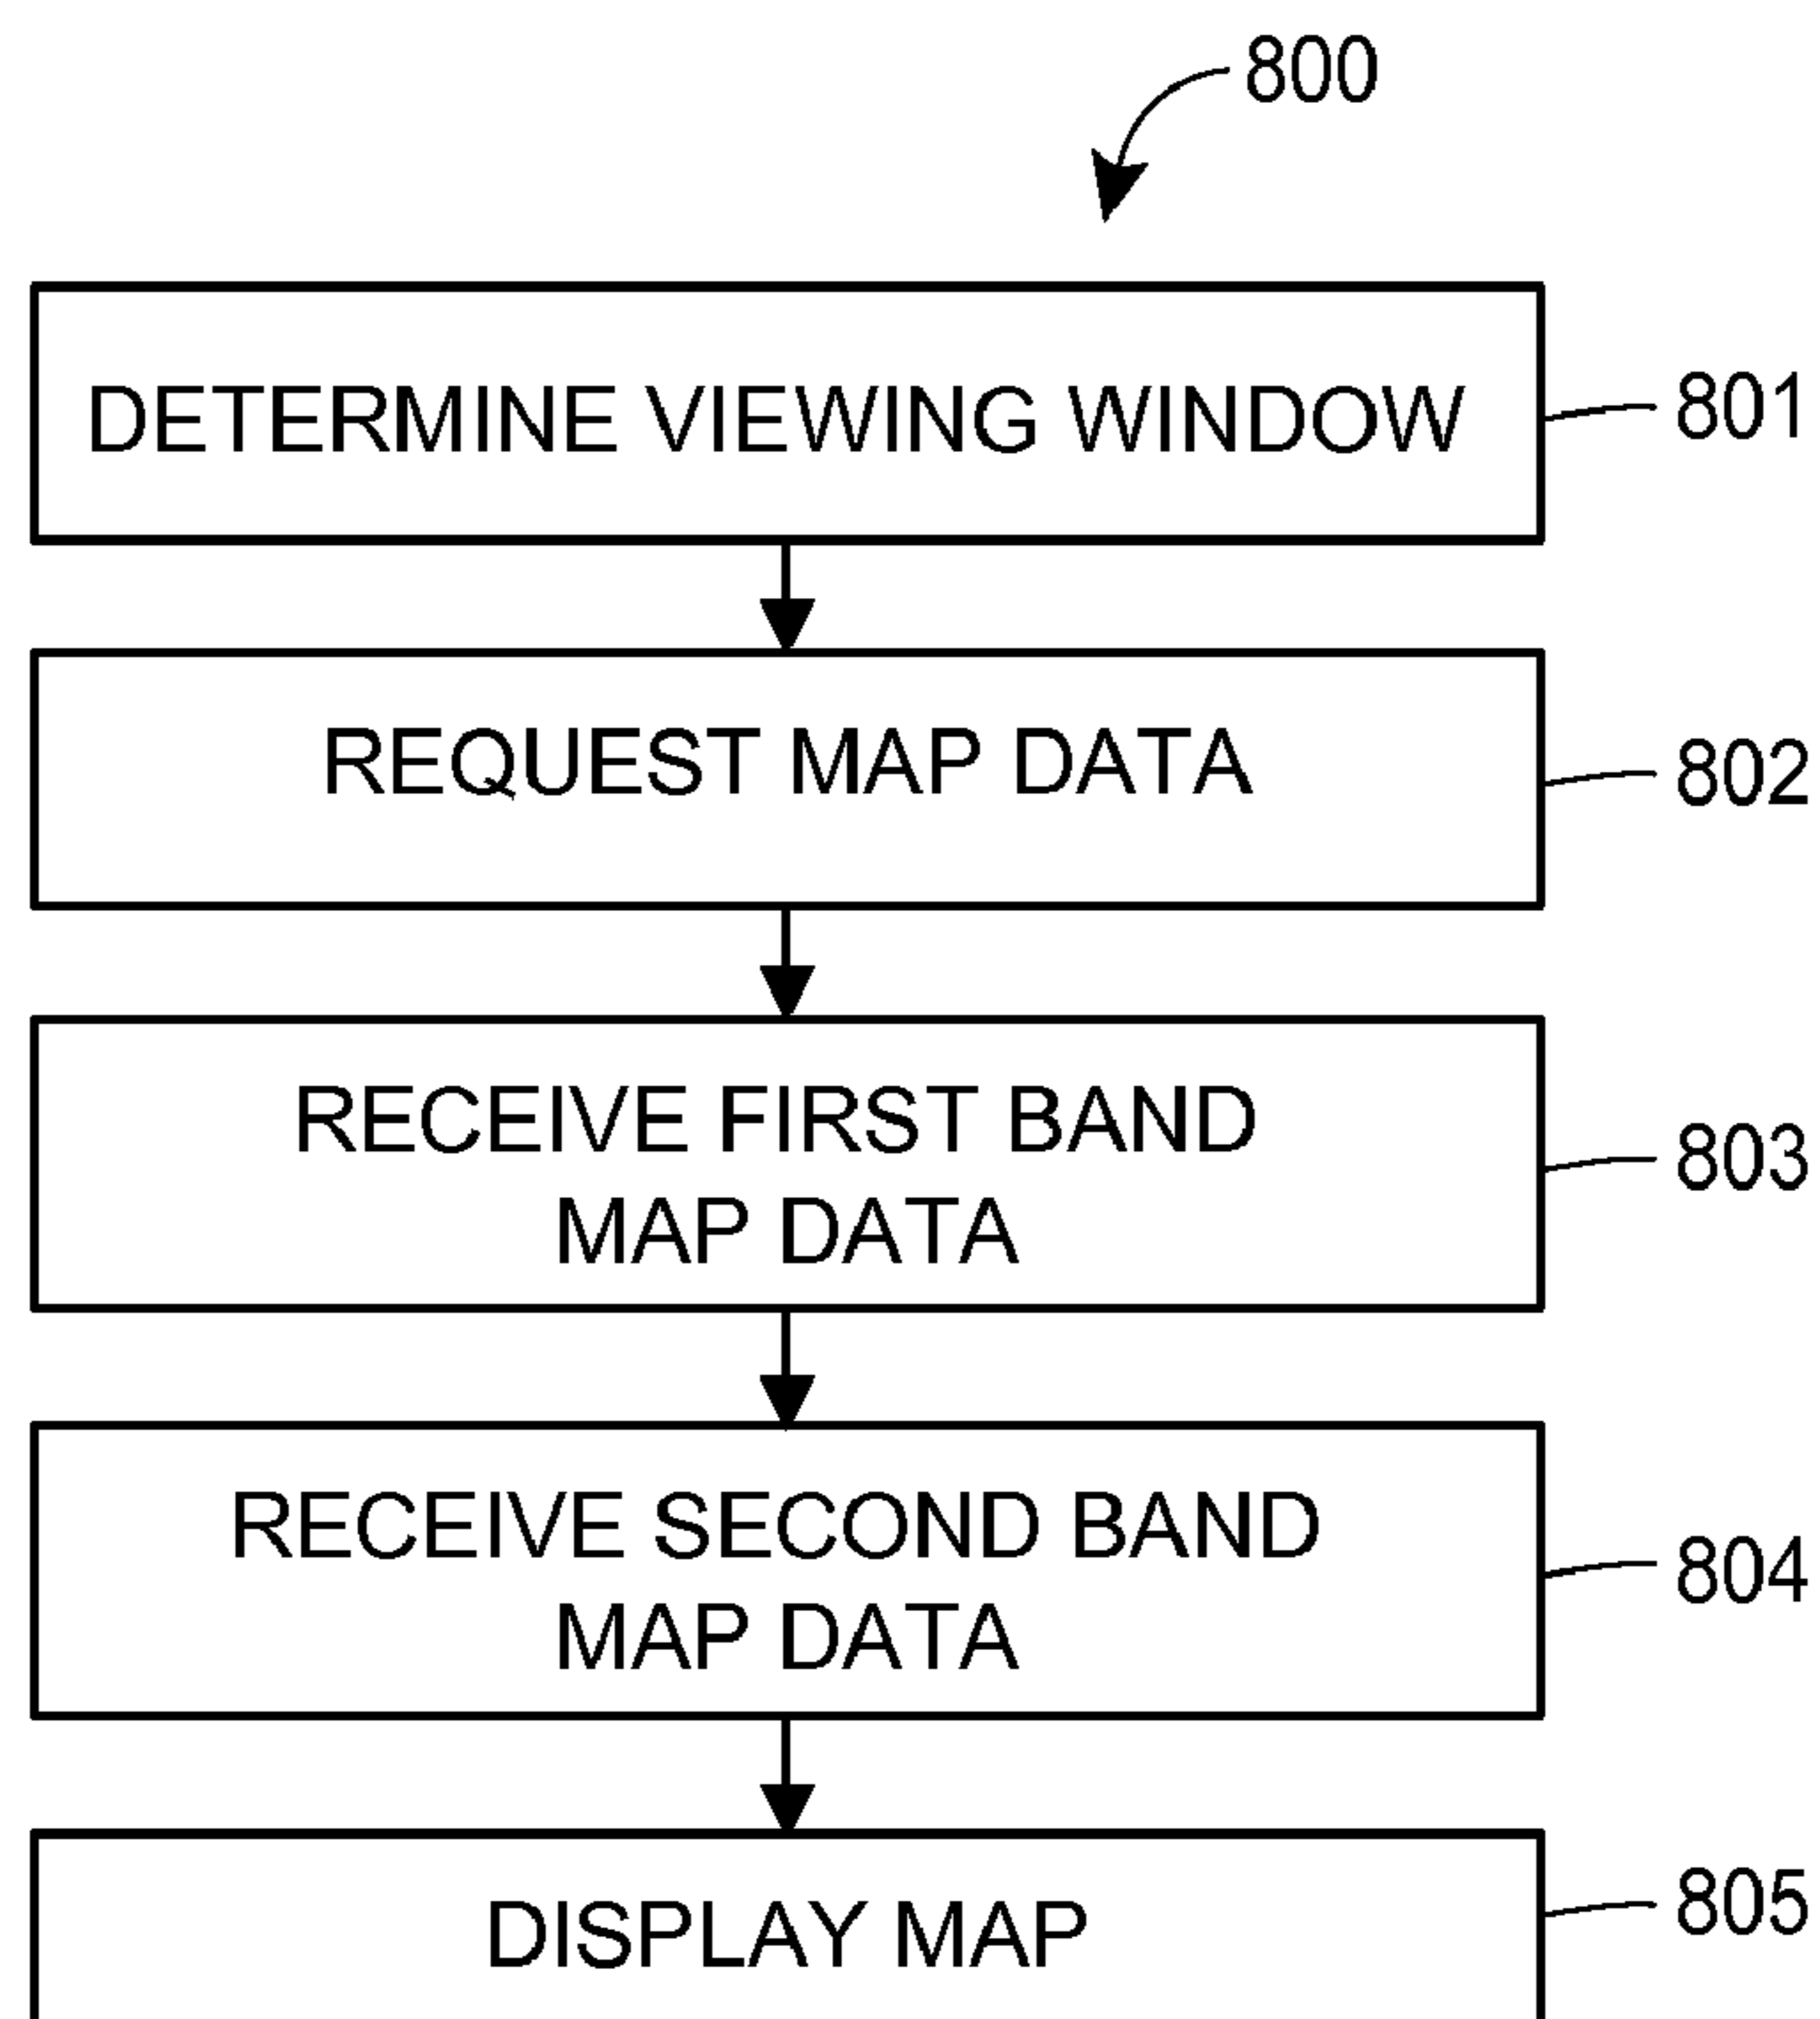 800
DETERMINE VIEWING WINDOW
801
REQUEST MAP DATA
802
RECEIVE FIRST BAND
MAP DATA
803
RECEIVE SECOND BAND
MAP DATA
804
DISPLAY MAP
805